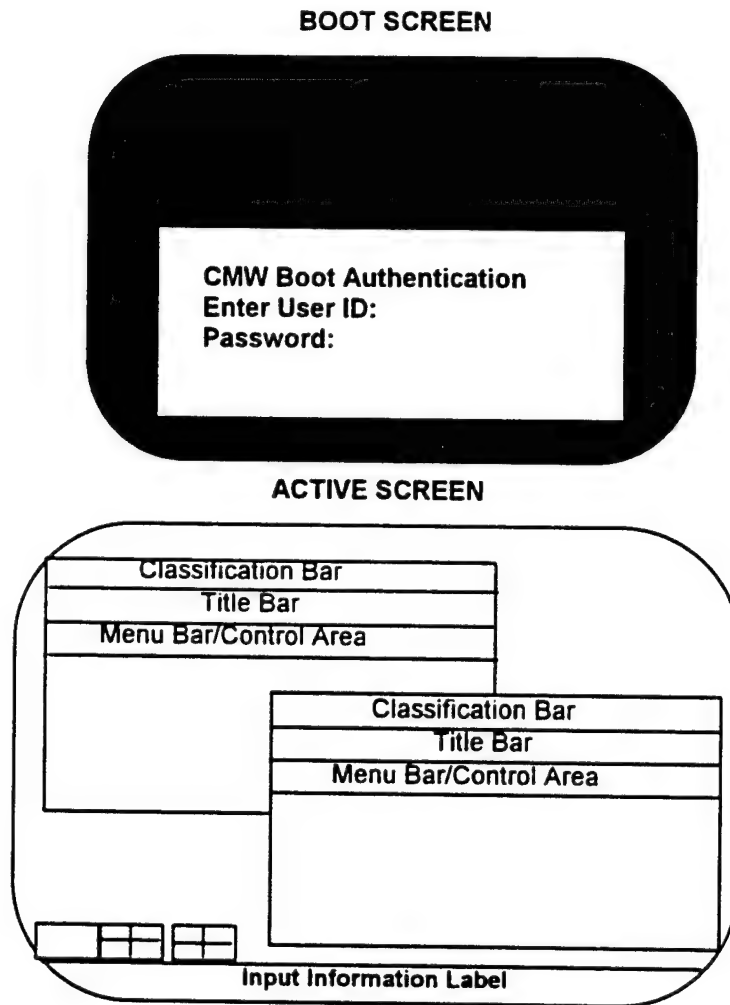 BOOT SCREEN
CMW Boot Authentication
Enter User ID:
Password:
ACTIVE SCREEN
Classification Bar
Title Bar
Menu Bar/Control Area
Classification Bar
Title Bar
Menu Bar/Control Area
Input Information Label